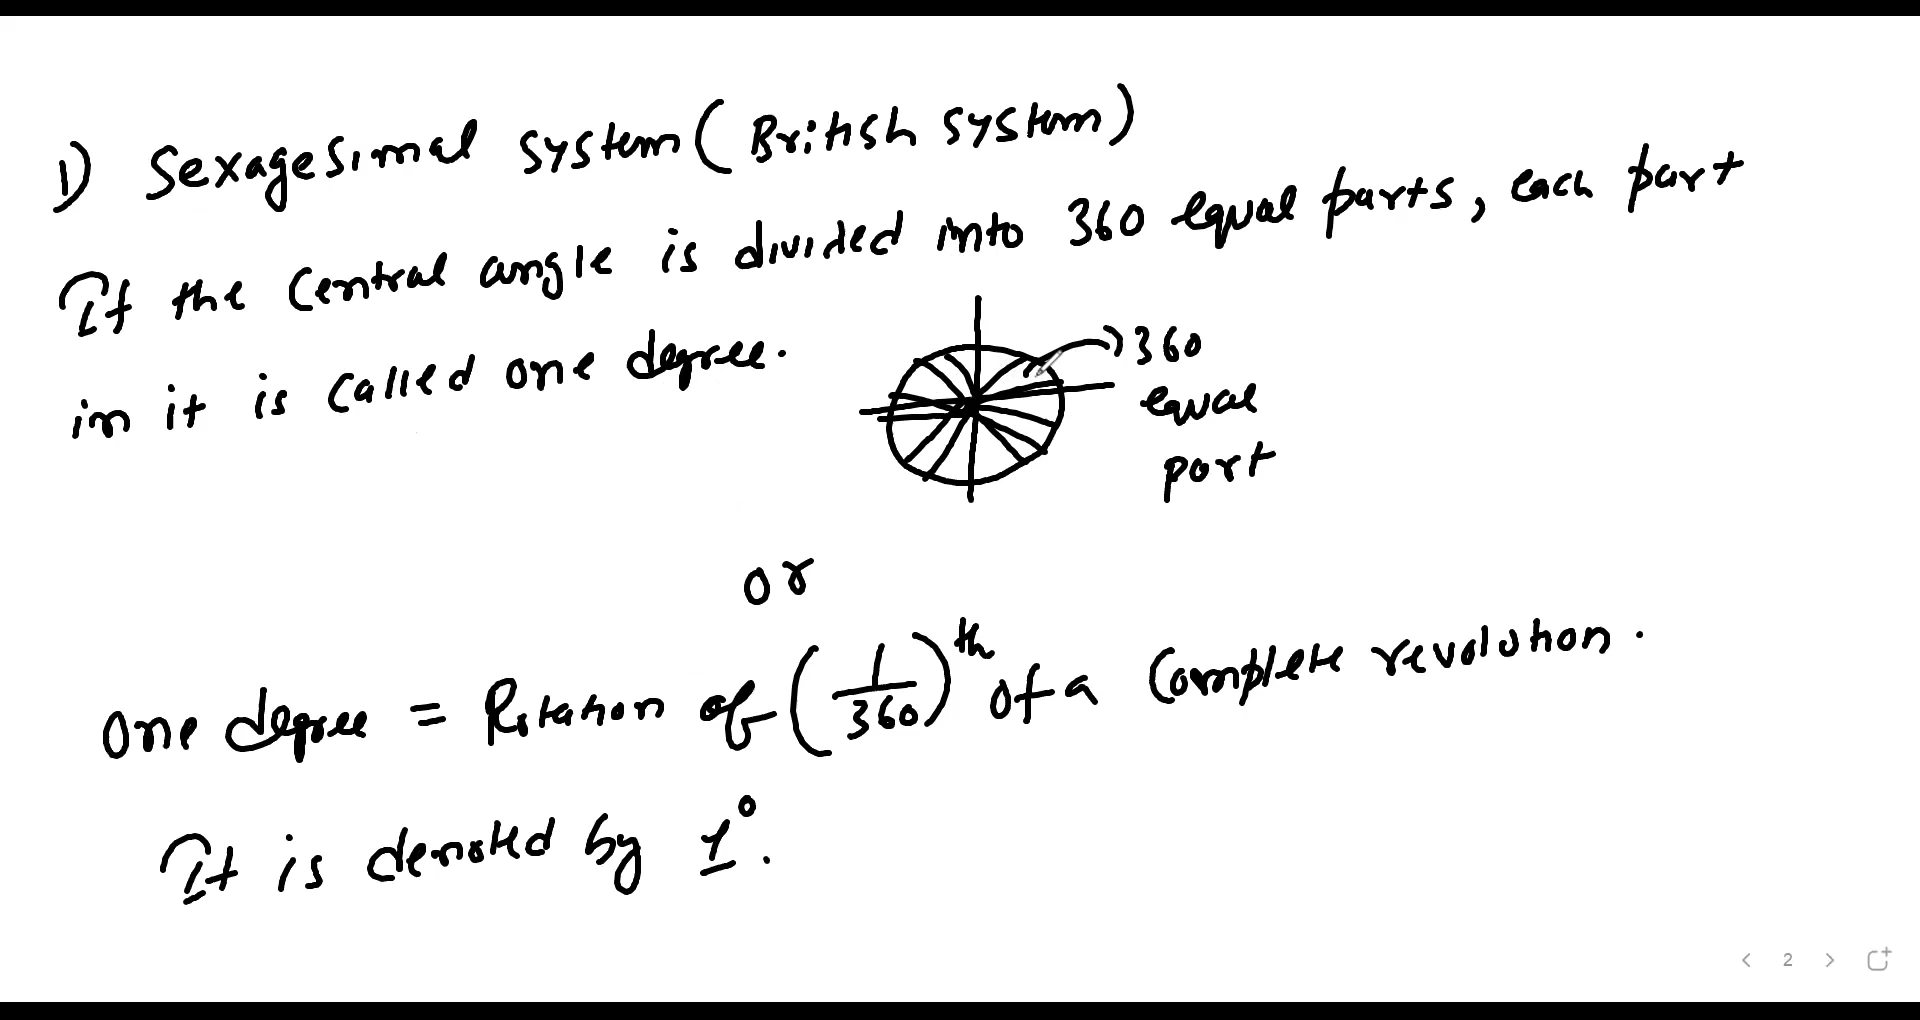 1) Sexagesimal system (British system)
If the central angle is divided into 360 equal parts, each part
in it is called one degree.
360
equal
part
or
one degree = Rotation of (1/360)th of a complete revolution.
It is denoted by 1°.
2